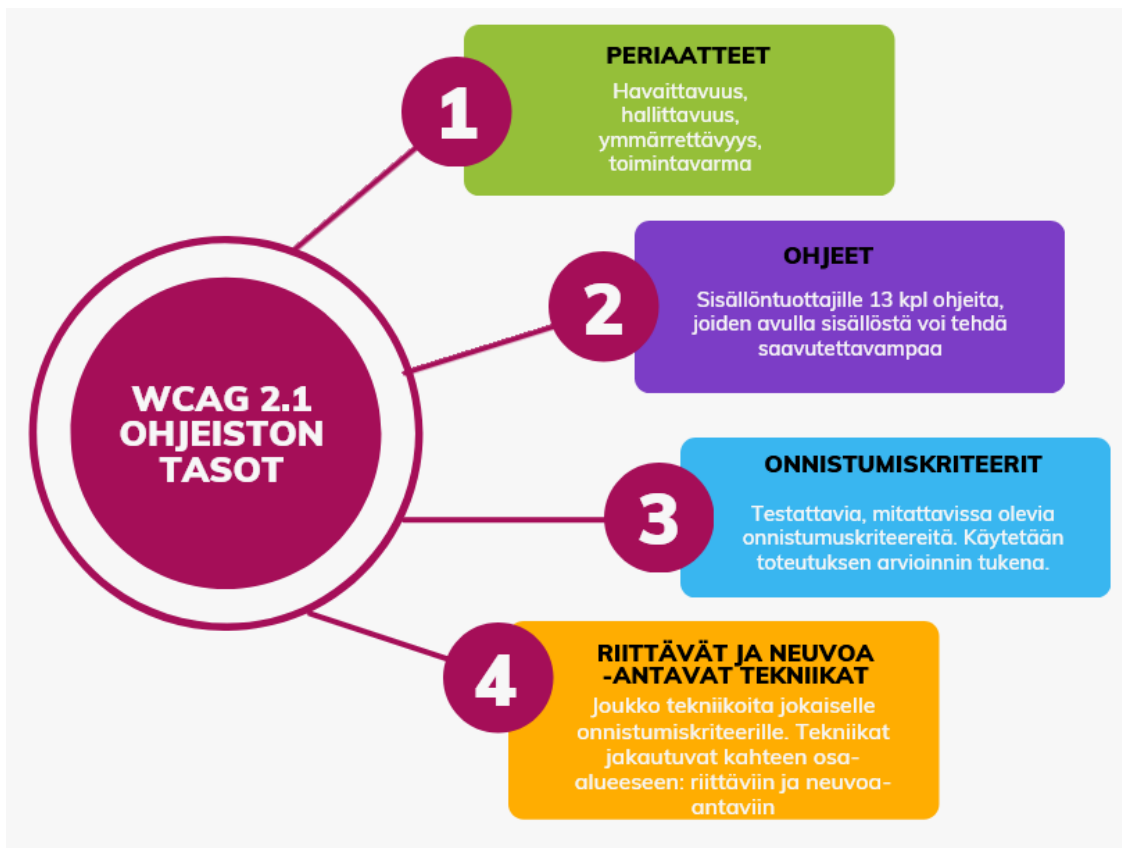 WCAG 2.1
OHJEISTON
TASOT
1
PERIAATTEET
Havaittavuus,
hallittavuus,
ymmärrettävyys,
toimintavarma
2
OHJEET
Sisällöntuottajille 13 kpl ohjeita,
joiden avulla sisällöstä voi tehdä
saavutettavampaa
3
ONNISTUMISKRITEERIT
Testattavia, mitattavissa olevia
onnistumuskriteereitä. Käytetään
toteutuksen arvioinnin tukena.
4
RIITTÄVÄT JA NEUVOA
-ANTAVAT TEKNIIKAT
Joukko tekniikoita jokaiselle
onnistumiskriteerille. Tekniikat
jakautuvat kahteen osa-
alueeseen: riittäviin ja neuvoa-
antaviin